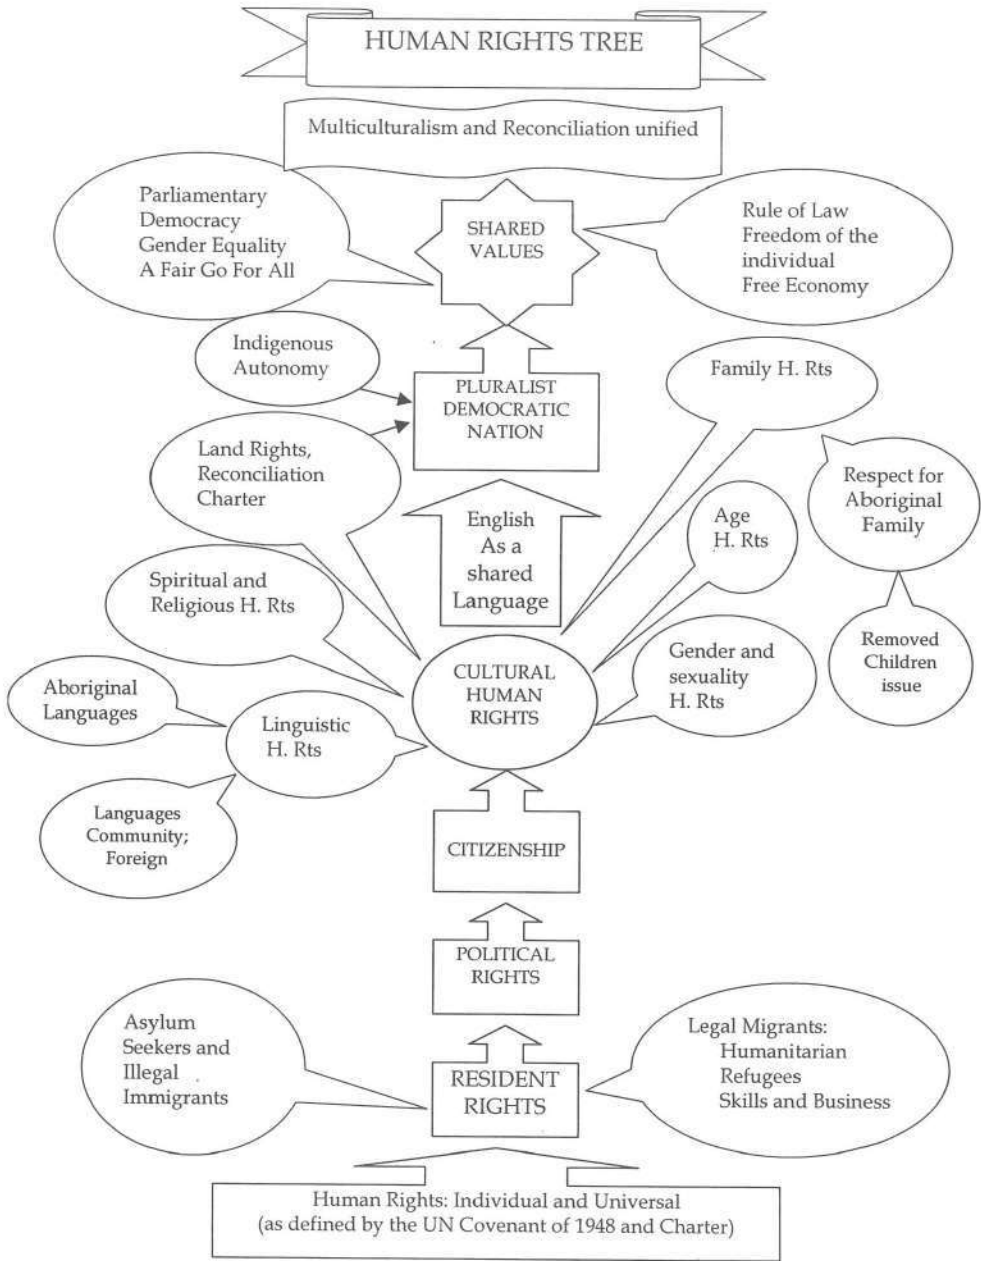 HUMAN RIGHTS TREE
Multiculturalism and Reconciliation unified
Parliamentary
Democracy
Gender Equality
A Fair Go For All
SHARED
VALUES
Rule of Law
Freedom of the
individual
Free Economy
Indigenous
Autonomy
PLURALIST
DEMOCRATIC
NATION
Family H. Rts
Land Rights,
Reconciliation
Charter
English
As a
shared
Language
Age
H. Rts
Respect for
Aboriginal
Family
Spiritual and
Religious H. Rts
CULTURAL
HUMAN
RIGHTS
Gender and
sexuality
H. Rts
Removed
Children
issue
Aboriginal
Languages
Linguistic
H. Rts
Languages
Community;
Foreign
CITIZENSHIP
POLITICAL
RIGHTS
Asylum
Seekers and
Illegal
Immigrants
RESIDENT
RIGHTS
Legal Migrants:
Humanitarian
Refugees
Skills and Business
Human Rights: Individual and Universal
(as defined by the UN Covenant of 1948 and Charter)